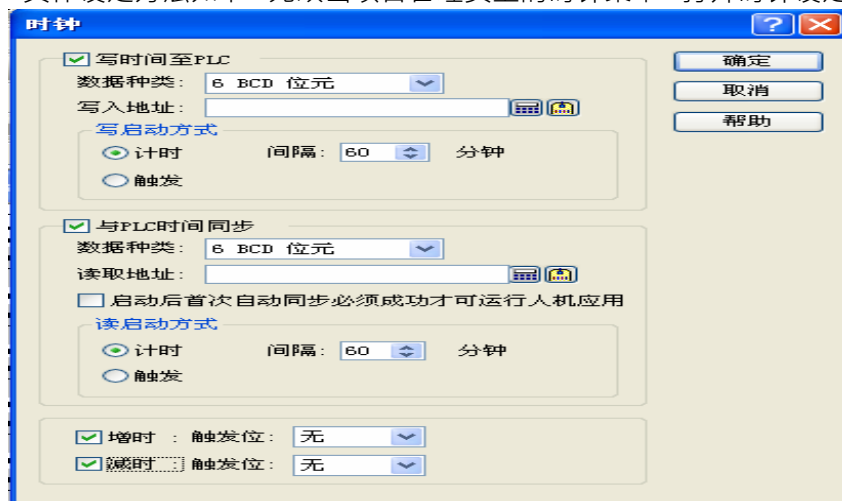 时钟
写时间至PLC
确定
数据种类: 6 BCD 位元
取消
写入地址:
帮助
写启动方式
计时 间隔: 60 分钟
触发
与PLC时间同步
数据种类: 6 BCD 位元
读取地址:
启动后首次自动同步必须成功才可运行人机应用
读启动方式
计时 间隔: 60 分钟
触发
增时 : 触发位: 无
减时 : 触发位: 无